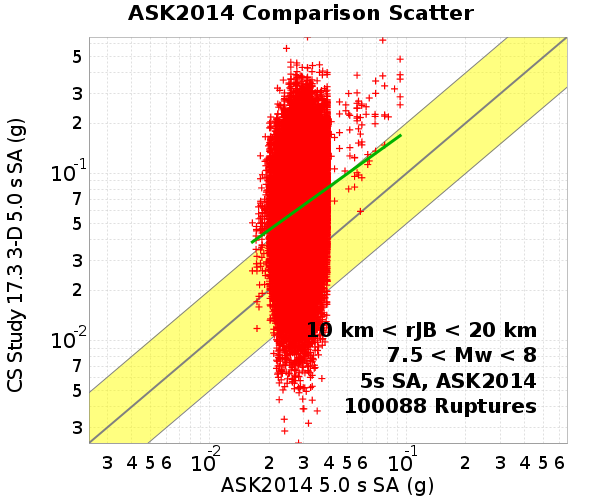 ASK2014 Comparison Scatter
CS Study 17.3 3-D 5.0 s SA (g)
5
3
2
10-1
7
5
3
2
10-2
7
5
3
10 km < rJB < 20 km
7.5 < Mw < 8
5s SA, ASK2014
100088 Ruptures
3 4 5 6 10-2 2 3 4 5 6 10-1 2 3 4 5 6
ASK2014 5.0 s SA (g)